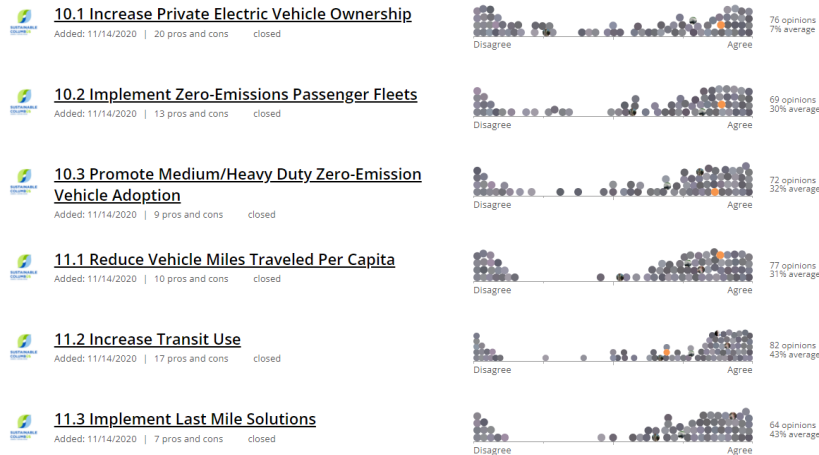 10.1 Increase Private Electric Vehicle Ownership
Added: 11/14/2020 | 20 pros and cons closed
Disagree Agree
76 opinions
7% average
SUSTAINABLE
10.2 Implement Zero-Emissions Passenger Fleets
Added: 11/14/2020 | 13 pros and cons closed
Disagree Agree
69 opinions
30% average
SUSTAINABLE
10.3 Promote Medium/Heavy Duty Zero-Emission
Vehicle Adoption
Added: 11/14/2020 | 9 pros and cons closed
Disagree Agree
72 opinions
32% average
SUSTAINABLE
11.1 Reduce Vehicle Miles Traveled Per Capita
Added: 11/14/2020 | 10 pros and cons closed
Disagree Agree
77 opinions
31% average
SUSTAINABLE
11.2 Increase Transit Use
Added: 11/14/2020 | 17 pros and cons closed
Disagree Agree
82 opinions
43% average
SUSTAINABLE
11.3 Implement Last Mile Solutions
Added: 11/14/2020 | 7 pros and cons closed
Disagree Agree
64 opinions
43% average
SUSTAINABLE